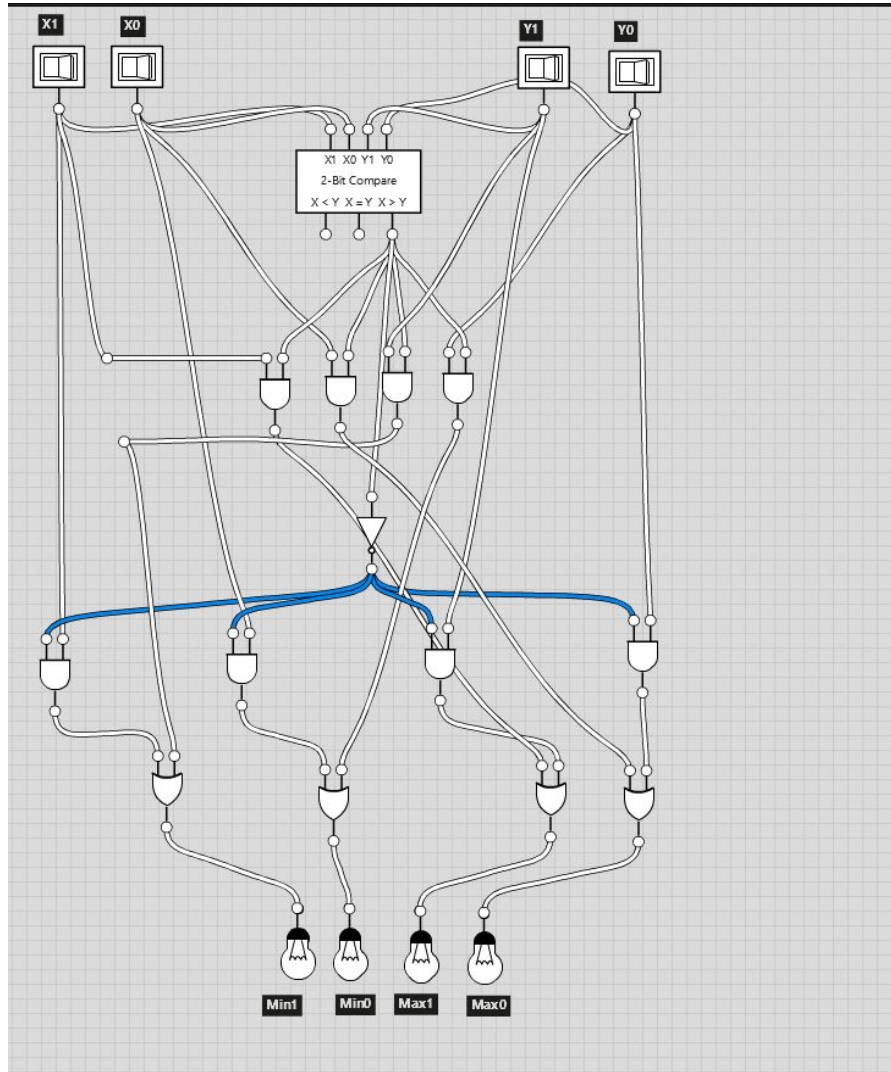 X1 X0 Y1 Y0
X1 X0 Y1 Y0
2-Bit Compare
X < Y X = Y X > Y
Min1 Min0 Max1 Max0